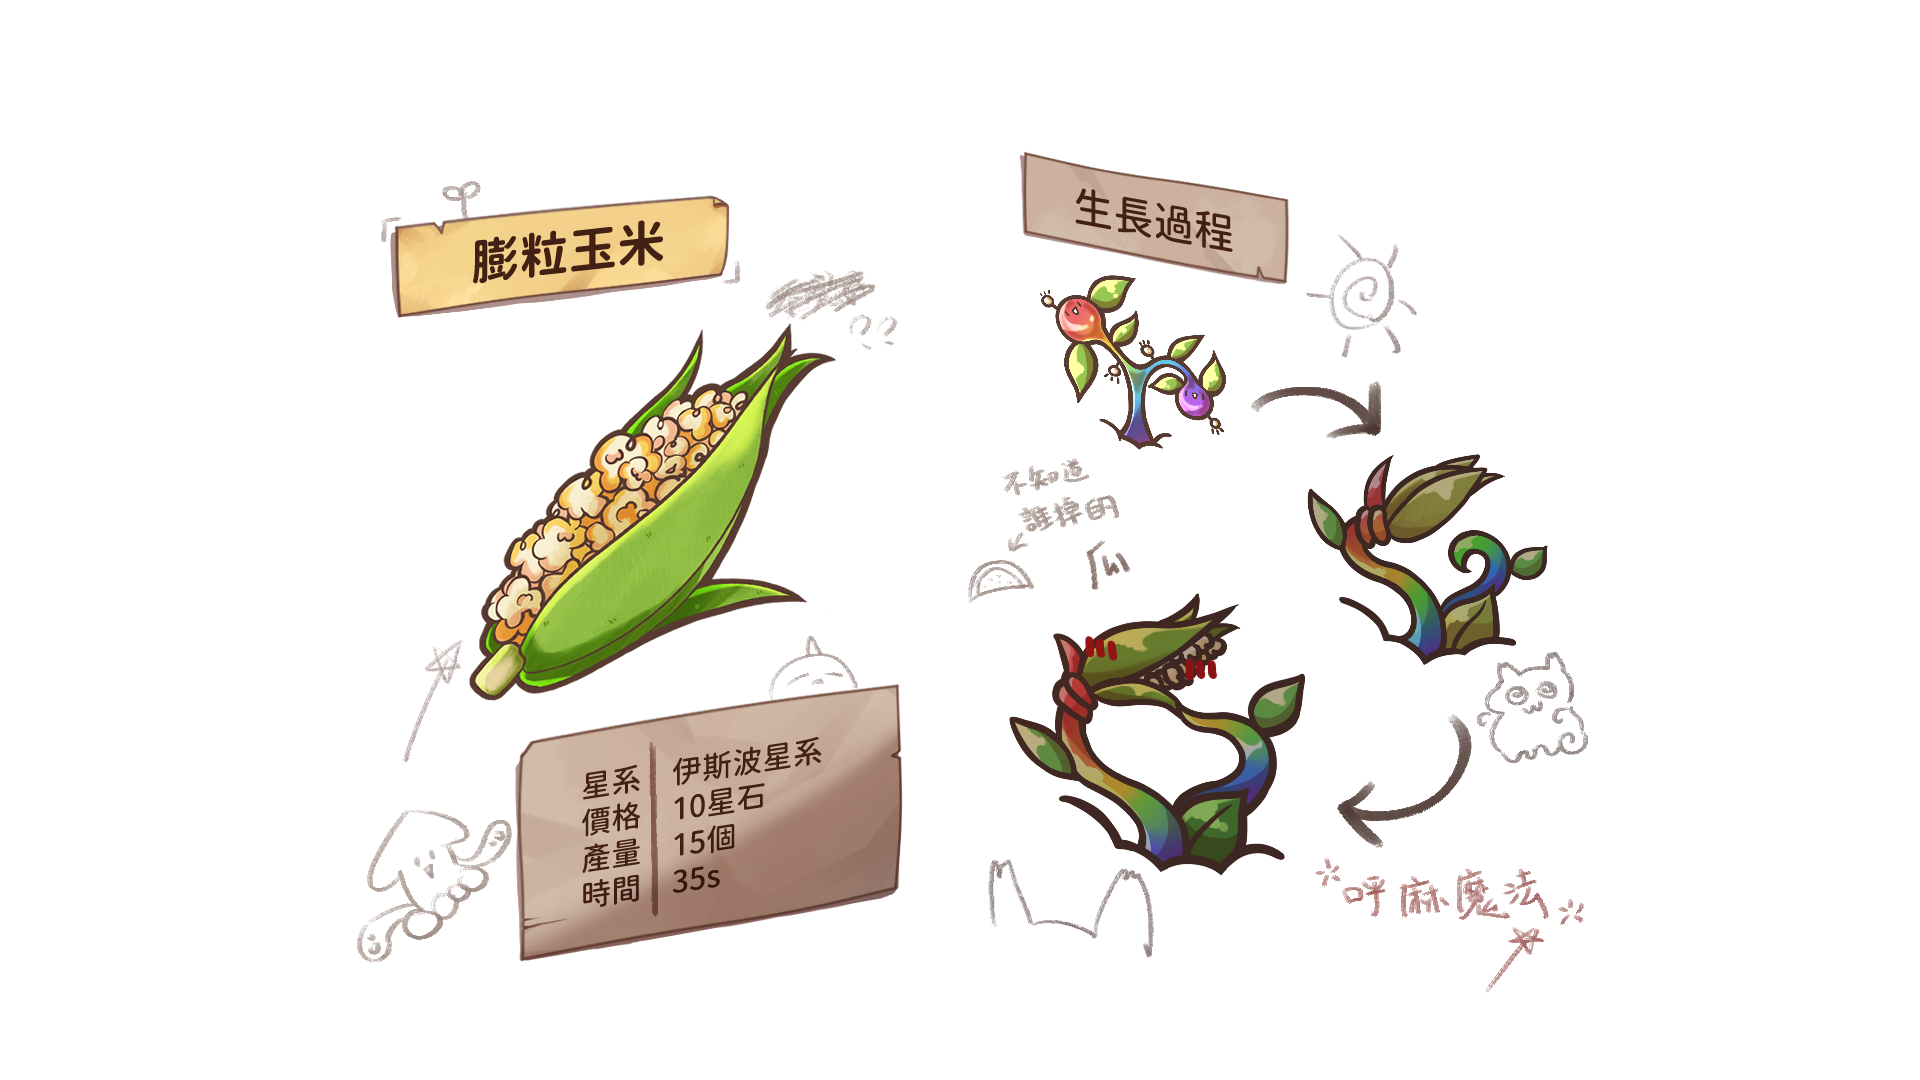 膨粒玉米
星系 伊斯波星系
價格 10星石
產量 15個
時間 35s
生長過程
不知道
誰掉的
爪
呼麻魔法